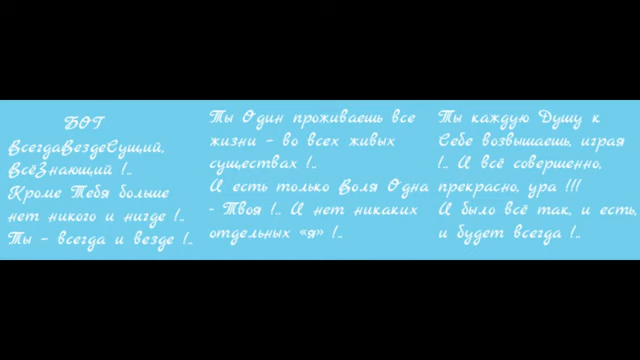 БОГ
ВсегдаВездеСущий,
ВсёЗнающий !..
Кроме Тебя больше
нет никого и нигде !..
Ты - всегда и везде !..
Ты Один проживаешь все
жизни - во всех живых
существах !..
И есть только Воля Одна
- Твоя !.. И нет никаких
отдельных «я» !..
Ты каждую Душу к
Себе возвышаешь, играя
!.. И всё совершенно,
прекрасно, ура !!!
И было всё так, и есть,
и будет всегда !..